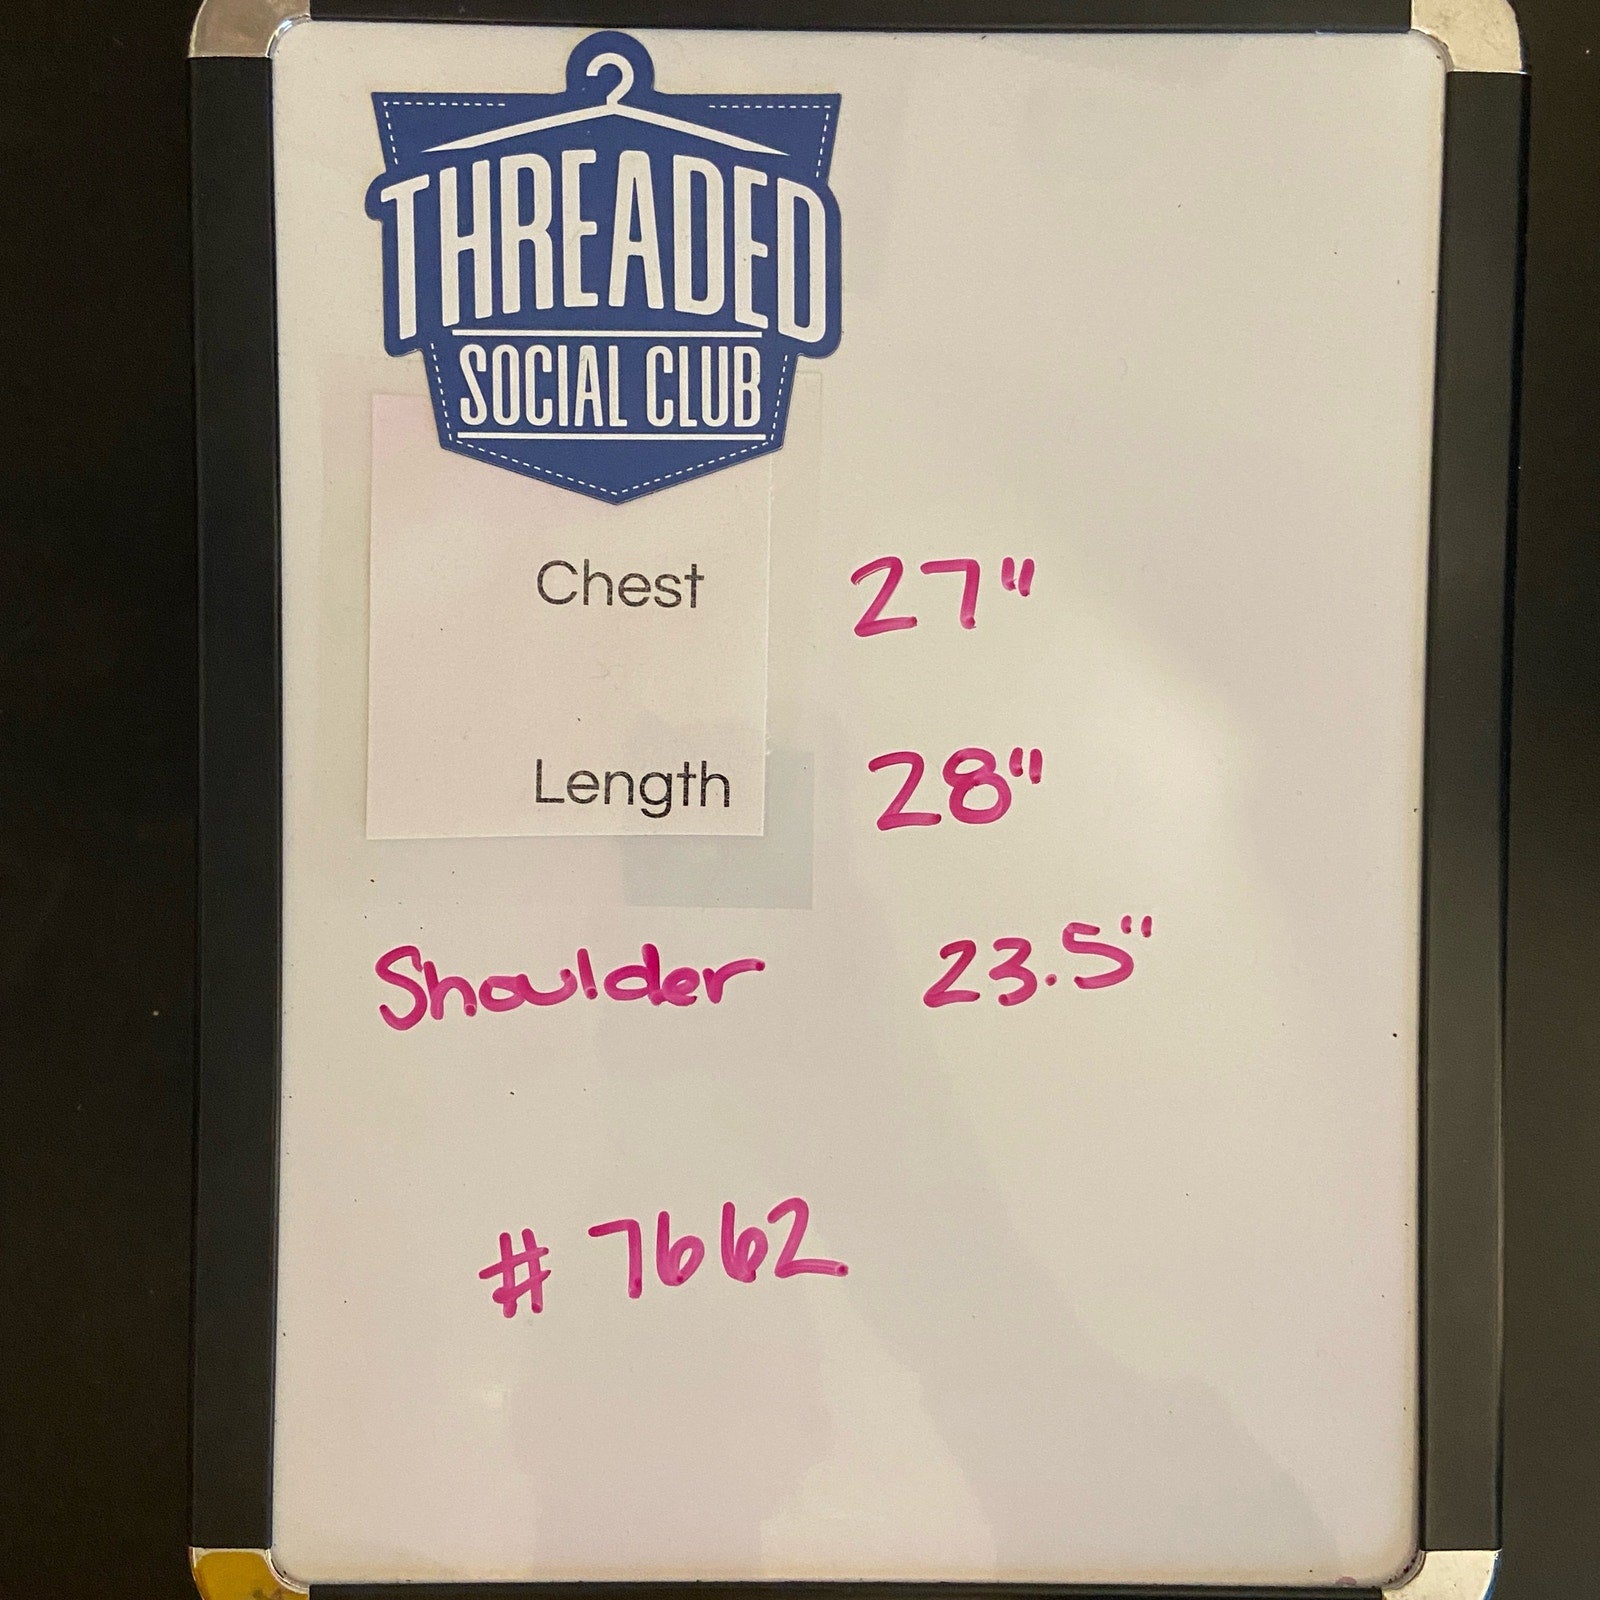 THREADED
SOCIAL CLUB
Chest 27"
Length 28"
Shoulder 23.5"
# 7662